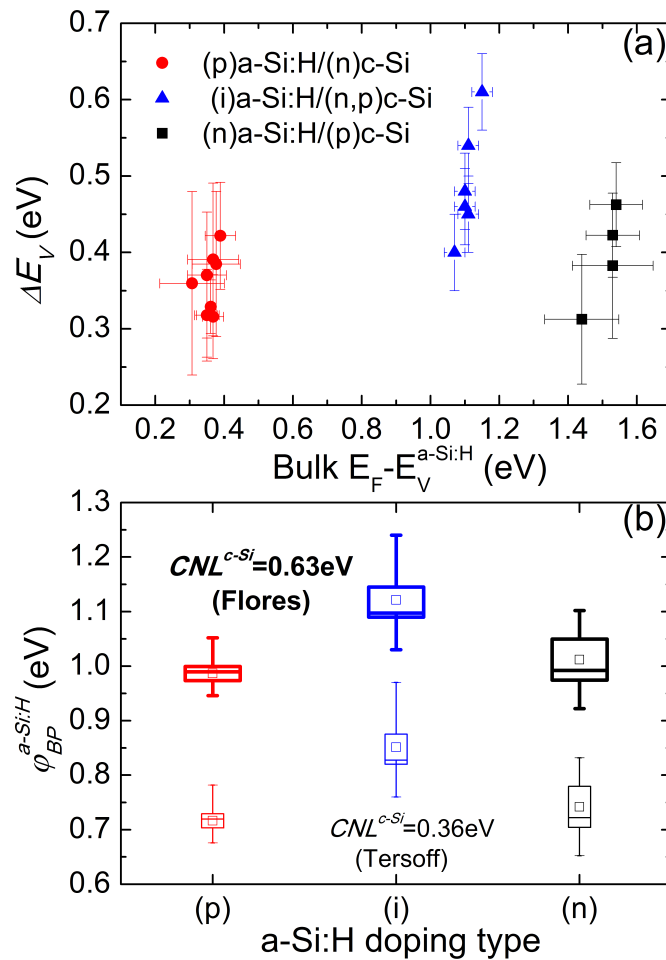 0.7
0.6
0.5
0.4
0.3
0.2
ΔE_V (eV)
(a)
(p)a-Si:H/(n)c-Si
(i)a-Si:H/(n,p)c-Si
(n)a-Si:H/(p)c-Si
0.2 0.4 0.6 0.8 1.0 1.2 1.4 1.6
Bulk E_F-E_V^a-Si:H (eV)
1.3
1.2
1.1
1.0
0.9
0.8
0.7
0.6
φ_BP^a-Si:H (eV)
(b)
CNL^c-Si=0.63eV
(Flores)
CNL^c-Si=0.36eV
(Tersoff)
(p) (i) (n)
a-Si:H doping type